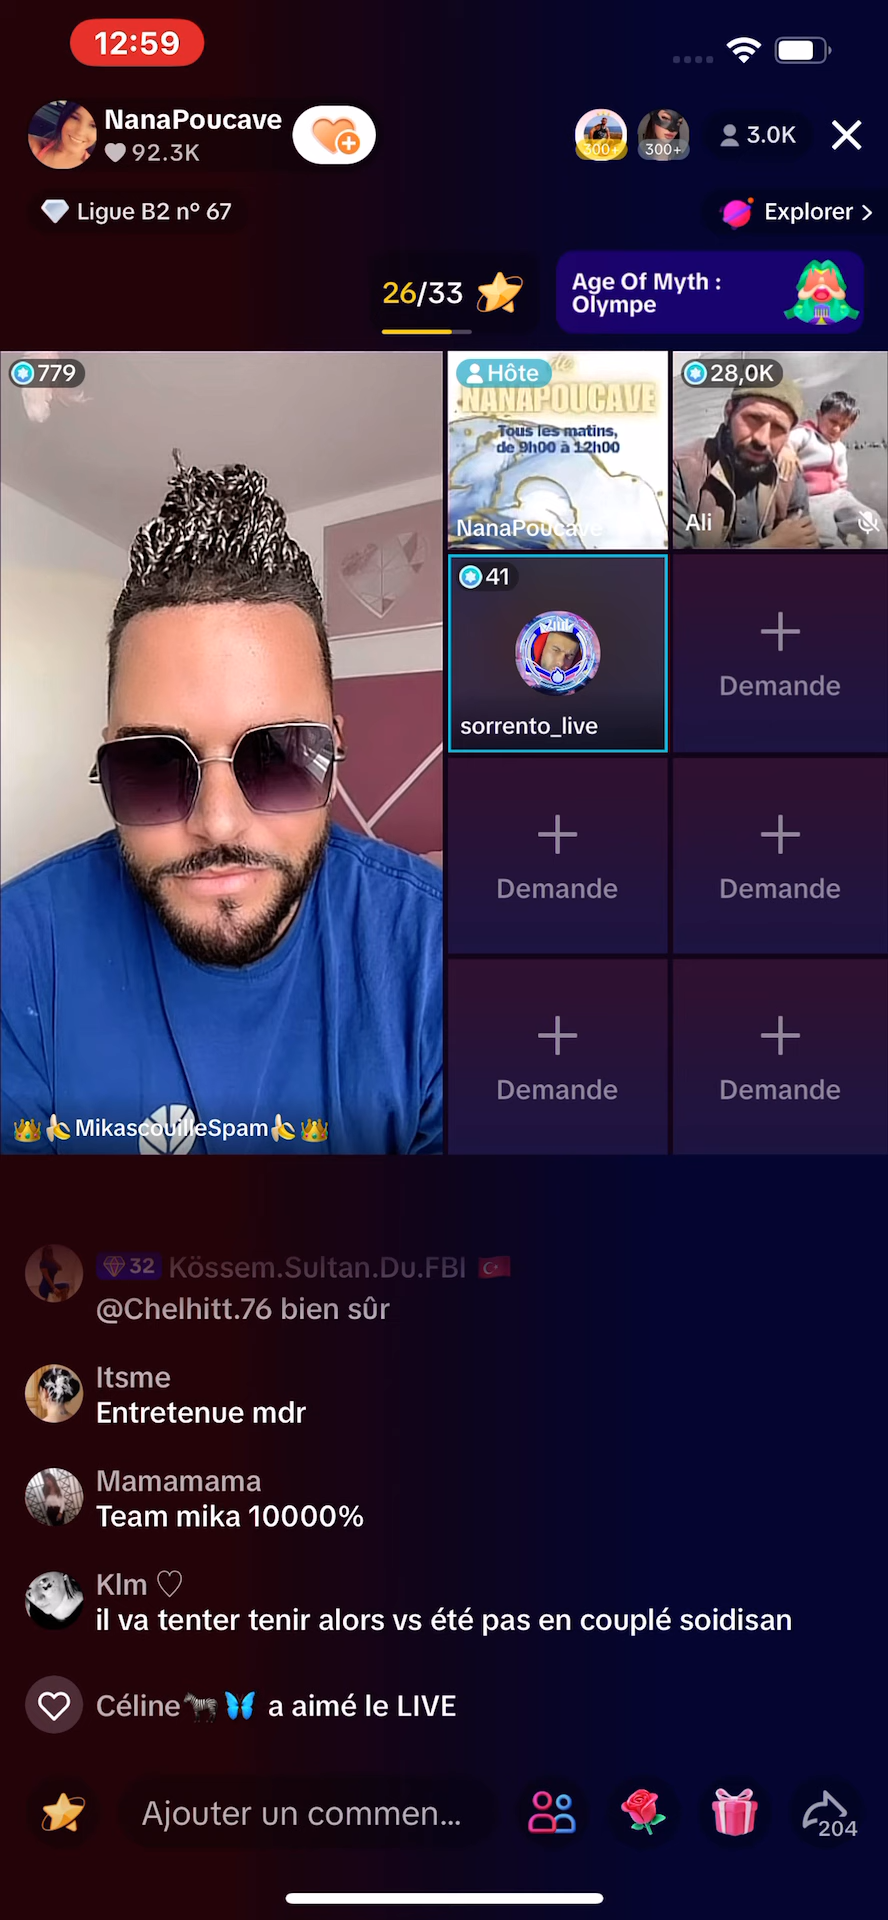 12:59
NanaPoucave
92.3K
300+
300+
3.0K
Ligue B2 nº 67
Explorer >
26/33
Age Of Myth :
Olympe
779
Hôte
de
NANAPOUCAVE
Tous les matins,
de 9h00 à 12h00
NanaPoucave
28,0K
Ali
41
sorrento_live
Demande
Demande
Demande
Demande
Demande
👑🍌MikascouilleSpam🍌👑
32 Kössem.Sultan.Du.FBI 🇹🇷
@Chelhitt.76 bien sûr
Itsme
Entretenue mdr
Mamamama
Team mika 10000%
Klm ♡
il va tenter tenir alors vs été pas en couplé soidisan
Céline🦓🦋 a aimé le LIVE
Ajouter un commen...
204